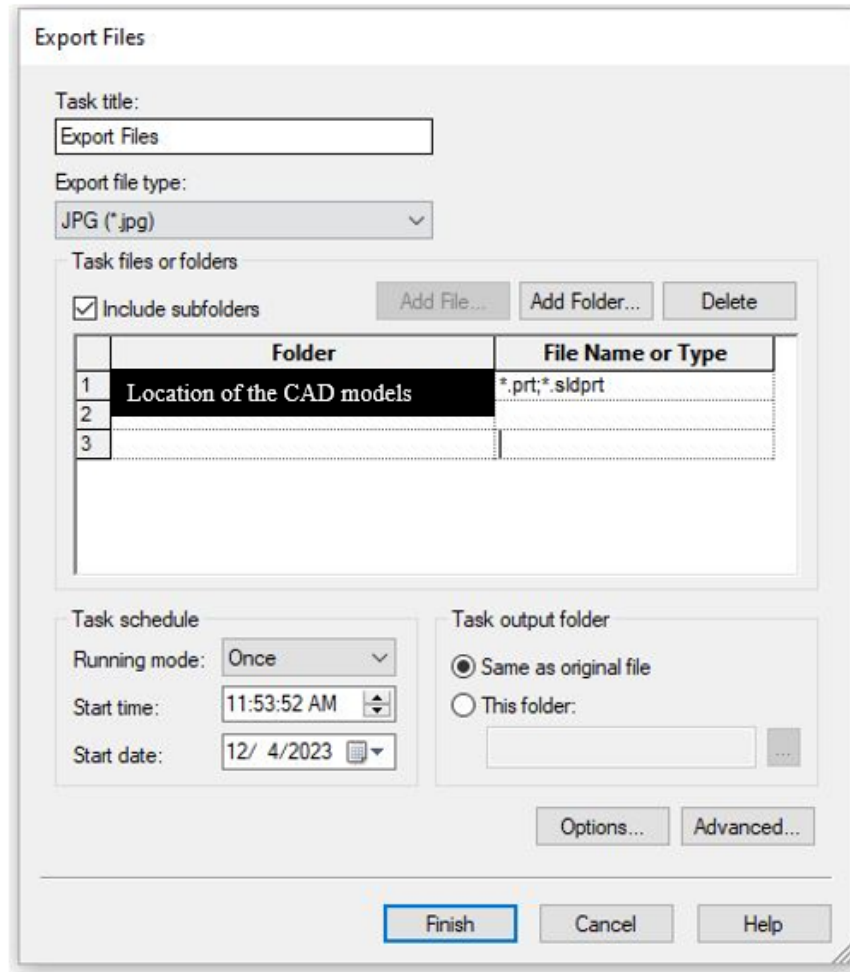 Export Files
Task title:
Export Files
Export file type:
JPG (*.jpg)
Task files or folders
Include subfolders
Add File...
Add Folder...
Delete
Folder
File Name or Type
1
Location of the CAD models
*.prt;*.sldprt
2
3
Task schedule
Running mode:
Once
Start time:
11:53:52 AM
Start date:
12/ 4/2023
Task output folder
Same as original file
This folder:
...
Options...
Advanced...
Finish
Cancel
Help